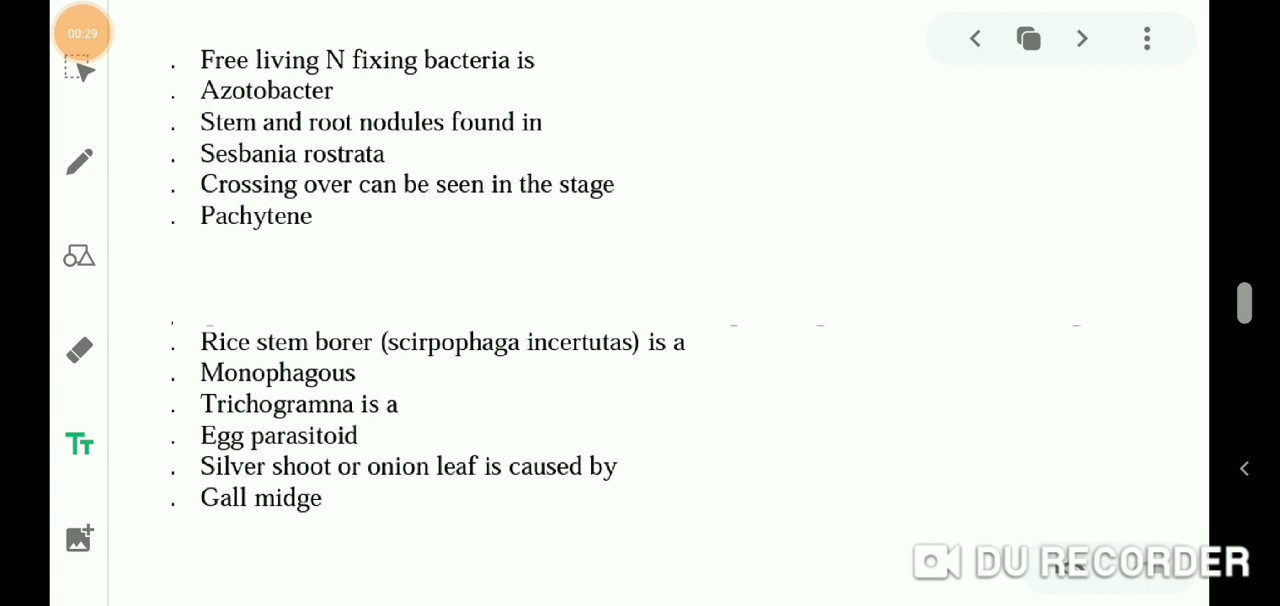 00:29
. Free living N fixing bacteria is
. Azotobacter
. Stem and root nodules found in
. Sesbania rostrata
. Crossing over can be seen in the stage
. Pachytene
. Rice stem borer (scirpophaga incertutas) is a
. Monophagous
. Trichogramna is a
. Egg parasitoid
. Silver shoot or onion leaf is caused by
. Gall midge
TT
DU RECORDER